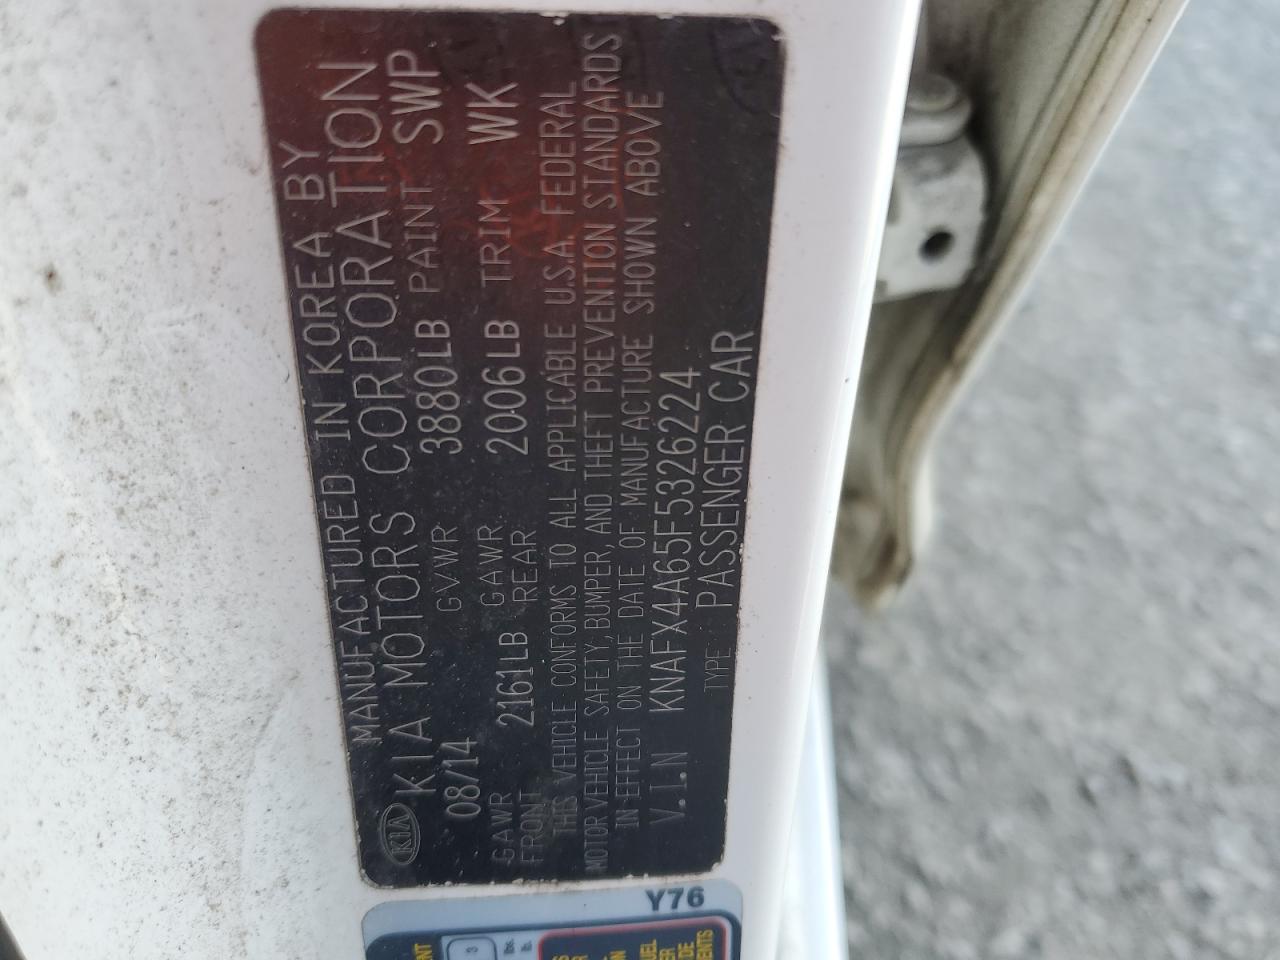 MANUFACTURED IN KOREA BY
KIA KIA MOTORS CORPORATION
08/14 GVWR 3880LB PAINT SWP
GAWR FRONT 2161LB GAWR REAR 2006LB TRIM WK
THIS VEHICLE CONFORMS TO ALL APPLICABLE U.S.A. FEDERAL
MOTOR VEHICLE SAFETY, BUMPER, AND THEFT PREVENTION STANDARDS
IN EFFECT ON THE DATE OF MANUFACTURE SHOWN ABOVE
V.I.N KNAFX4A65F5326224
TYPE: PASSENGER CAR
Y76